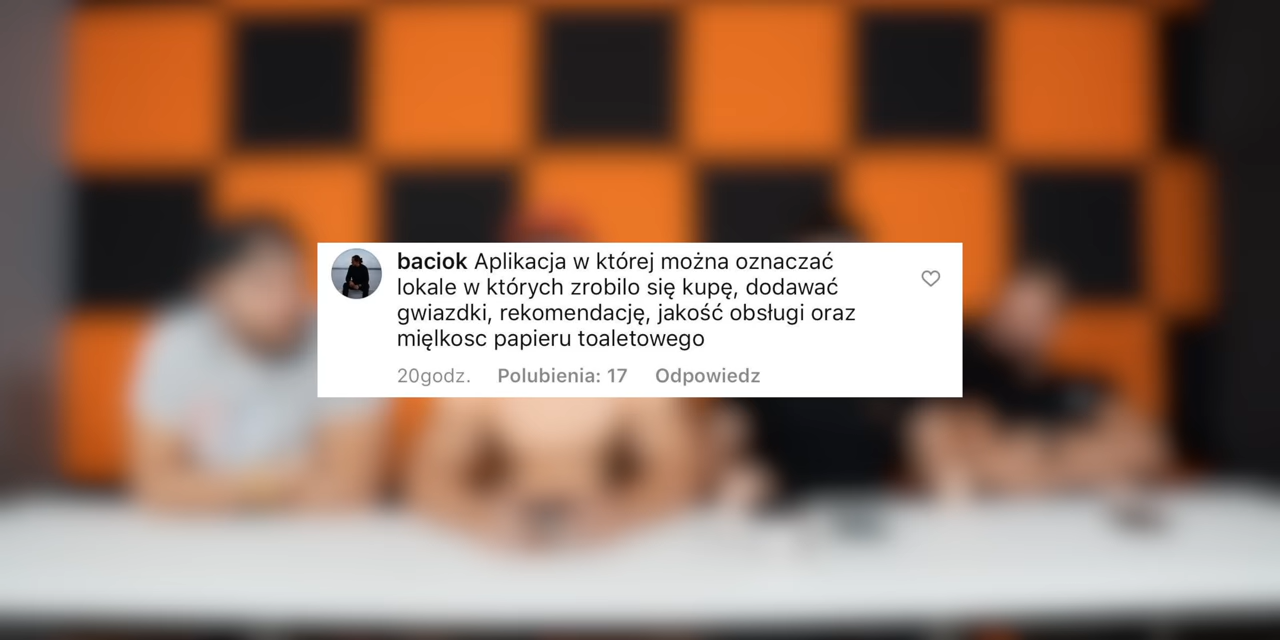 baciok Aplikacja w której można oznaczać
lokale w których zrobilo się kupę, dodawać
gwiazdki, rekomendację, jakość obsługi oraz
mięlkosc papieru toaletowego
20godz. Polubienia: 17 Odpowiedz